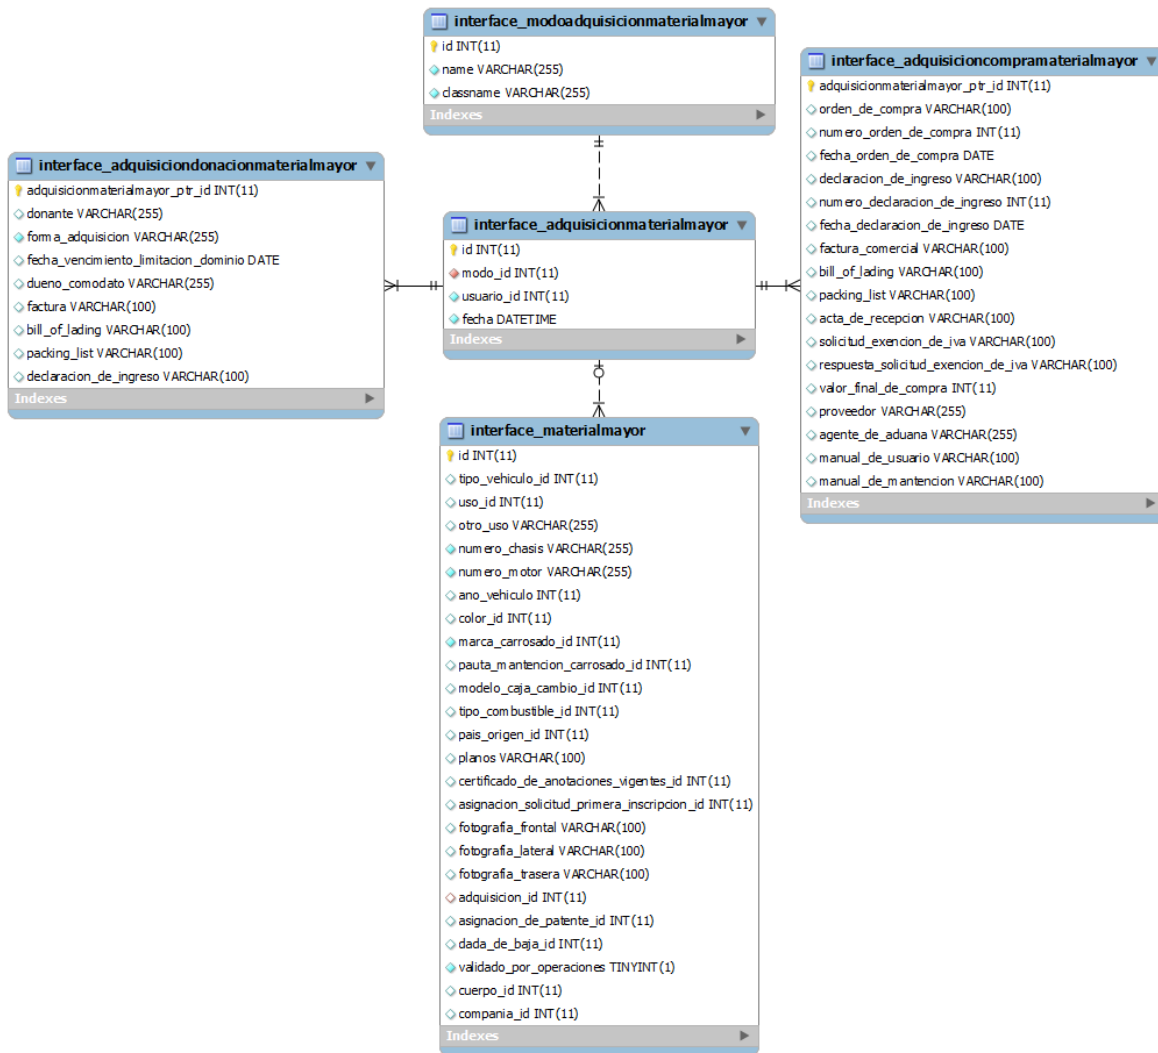 interface_modoadquisicionmaterialmayor
id INT(11)
name VARCHAR(255)
classname VARCHAR(255)
Indexes
interface_adquisiciondonacionmaterialmayor
adquisicionmaterialmayor_ptr_id INT(11)
donante VARCHAR(255)
forma_adquisicion VARCHAR(255)
fecha_vencimiento_limitacion_dominio DATE
dueno_comodato VARCHAR(255)
factura VARCHAR(100)
bill_of_lading VARCHAR(100)
packing_list VARCHAR(100)
declaracion_de_ingreso VARCHAR(100)
Indexes
interface_adquisicionmaterialmayor
id INT(11)
modo_id INT(11)
usuario_id INT(11)
fecha DATETIME
Indexes
interface_adquisicioncompramaterialmayor
adquisicionmaterialmayor_ptr_id INT(11)
orden_de_compra VARCHAR(100)
numero_orden_de_compra INT(11)
fecha_orden_de_compra DATE
declaracion_de_ingreso VARCHAR(100)
numero_declaracion_de_ingreso INT(11)
fecha_declaracion_de_ingreso DATE
factura_comercial VARCHAR(100)
bill_of_lading VARCHAR(100)
packing_list VARCHAR(100)
acta_de_recepcion VARCHAR(100)
solicitud_exencion_de_iva VARCHAR(100)
respuesta_solicitud_exencion_de_iva VARCHAR(100)
valor_final_de_compra INT(11)
proveedor VARCHAR(255)
agente_de_aduana VARCHAR(255)
manual_de_usuario VARCHAR(100)
manual_de_mantencion VARCHAR(100)
Indexes
interface_materialmayor
id INT(11)
tipo_vehiculo_id INT(11)
uso_id INT(11)
otro_uso VARCHAR(255)
numero_chasis VARCHAR(255)
numero_motor VARCHAR(255)
ano_vehiculo INT(11)
color_id INT(11)
marca_carrosado_id INT(11)
pauta_mantencion_carrosado_id INT(11)
modelo_caja_cambio_id INT(11)
tipo_combustible_id INT(11)
pais_origen_id INT(11)
planos VARCHAR(100)
certificado_de_anotaciones_vigentes_id INT(11)
asignacion_solicitud_primera_inscripcion_id INT(11)
fotografia_frontal VARCHAR(100)
fotografia_lateral VARCHAR(100)
fotografia_trasera VARCHAR(100)
adquisicion_id INT(11)
asignacion_de_patente_id INT(11)
dada_de_baja_id INT(11)
validado_por_operaciones TINYINT(1)
cuerpo_id INT(11)
compania_id INT(11)
Indexes